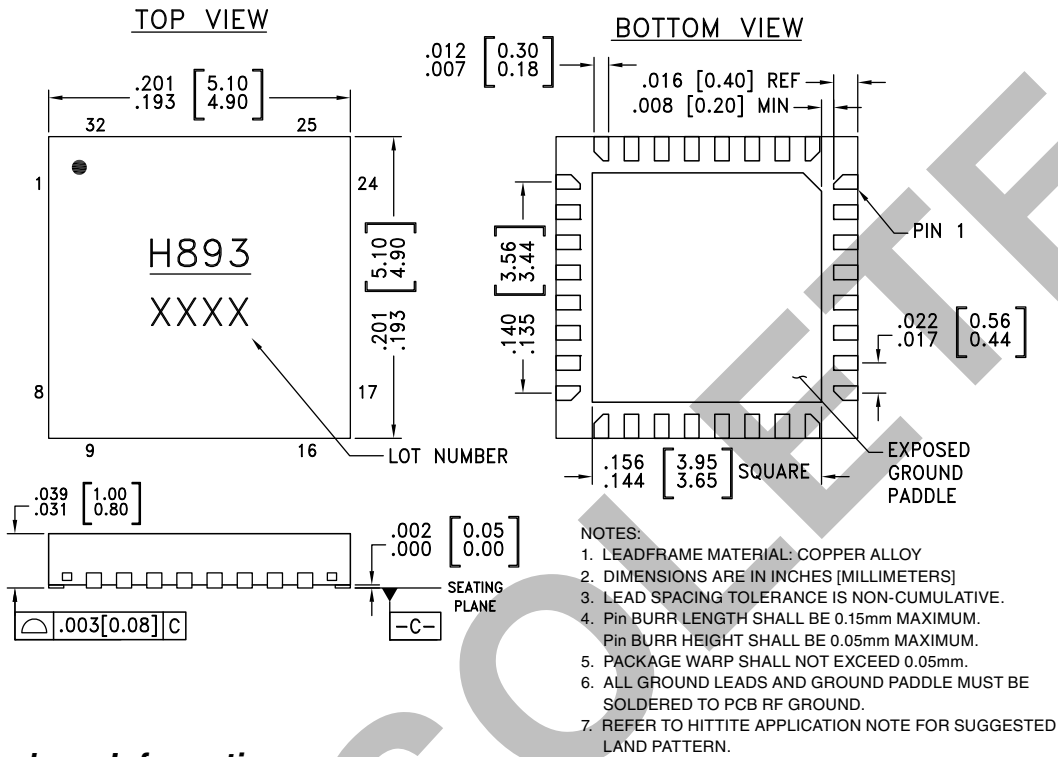 TOP VIEW
.201 [5.10]
.193 [4.90]
32 25
1 24
H893
XXXX
[5.10]
[4.90]
.201
.193
8 17
9 16
LOT NUMBER
BOTTOM VIEW
.012 [0.30]
.007 [0.18]
.016 [0.40] REF
.008 [0.20] MIN
PIN 1
[3.56]
[3.44]
.140
.135
.022 [0.56]
.017 [0.44]
.156 [3.95] SQUARE
.144 [3.65]
EXPOSED
GROUND
PADDLE
.039 [1.00]
.031 [0.80]
.002 [0.05]
.000 [0.00]
SEATING
PLANE
.003[0.08] C
-C-
NOTES:
1. LEADFRAME MATERIAL: COPPER ALLOY
2. DIMENSIONS ARE IN INCHES [MILLIMETERS]
3. LEAD SPACING TOLERANCE IS NON-CUMULATIVE.
4. Pin BURR LENGTH SHALL BE 0.15mm MAXIMUM.
Pin BURR HEIGHT SHALL BE 0.05mm MAXIMUM.
5. PACKAGE WARP SHALL NOT EXCEED 0.05mm.
6. ALL GROUND LEADS AND GROUND PADDLE MUST BE
SOLDERED TO PCB RF GROUND.
7. REFER TO HITTITE APPLICATION NOTE FOR SUGGESTED
LAND PATTERN.